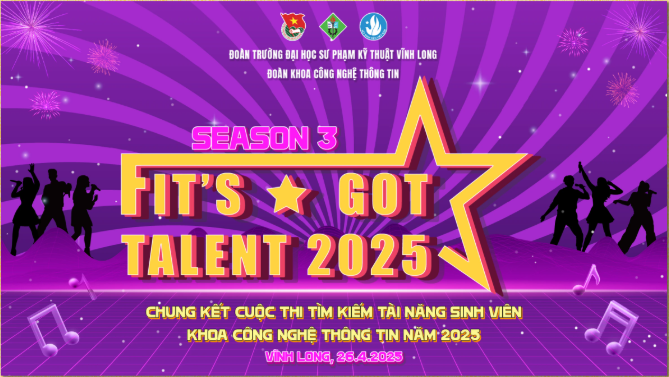 ĐOÀN TRƯỜNG ĐẠI HỌC SƯ PHẠM KỸ THUẬT VĨNH LONG
ĐOÀN KHOA CÔNG NGHỆ THÔNG TIN
SEASON 3
FIT'S ★ GOT
TALENT 2025
CHUNG KẾT CUỘC THI TÌM KIẾM TÀI NĂNG SINH VIÊN
KHOA CÔNG NGHỆ THÔNG TIN NĂM 2025
VĨNH LONG, 26.4.2025